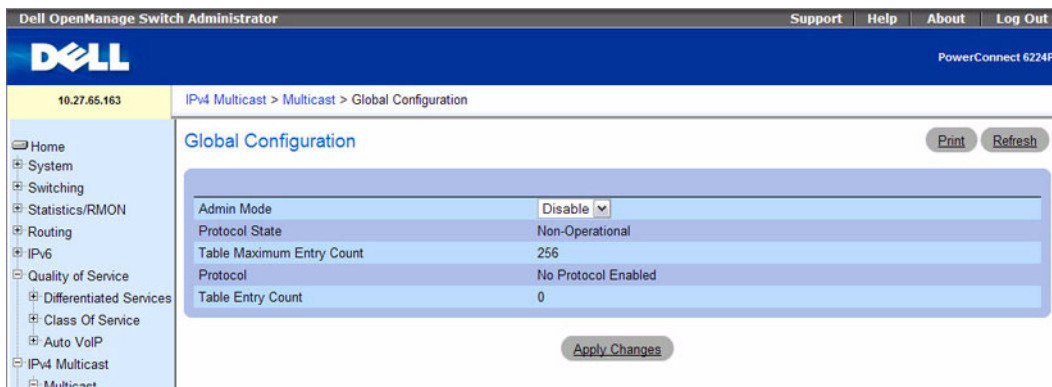 Dell OpenManage Switch Administrator
Support Help About Log Out
DELL
PowerConnect 6224P
10.27.65.163
IPv4 Multicast > Multicast > Global Configuration
Home
System
Switching
Statistics/RMON
Routing
IPv6
Quality of Service
Differentiated Services
Class Of Service
Auto VoIP
IPv4 Multicast
Multicast
Global Configuration
Print Refresh
Admin Mode Disable
Protocol State Non-Operational
Table Maximum Entry Count 256
Protocol No Protocol Enabled
Table Entry Count 0
Apply Changes